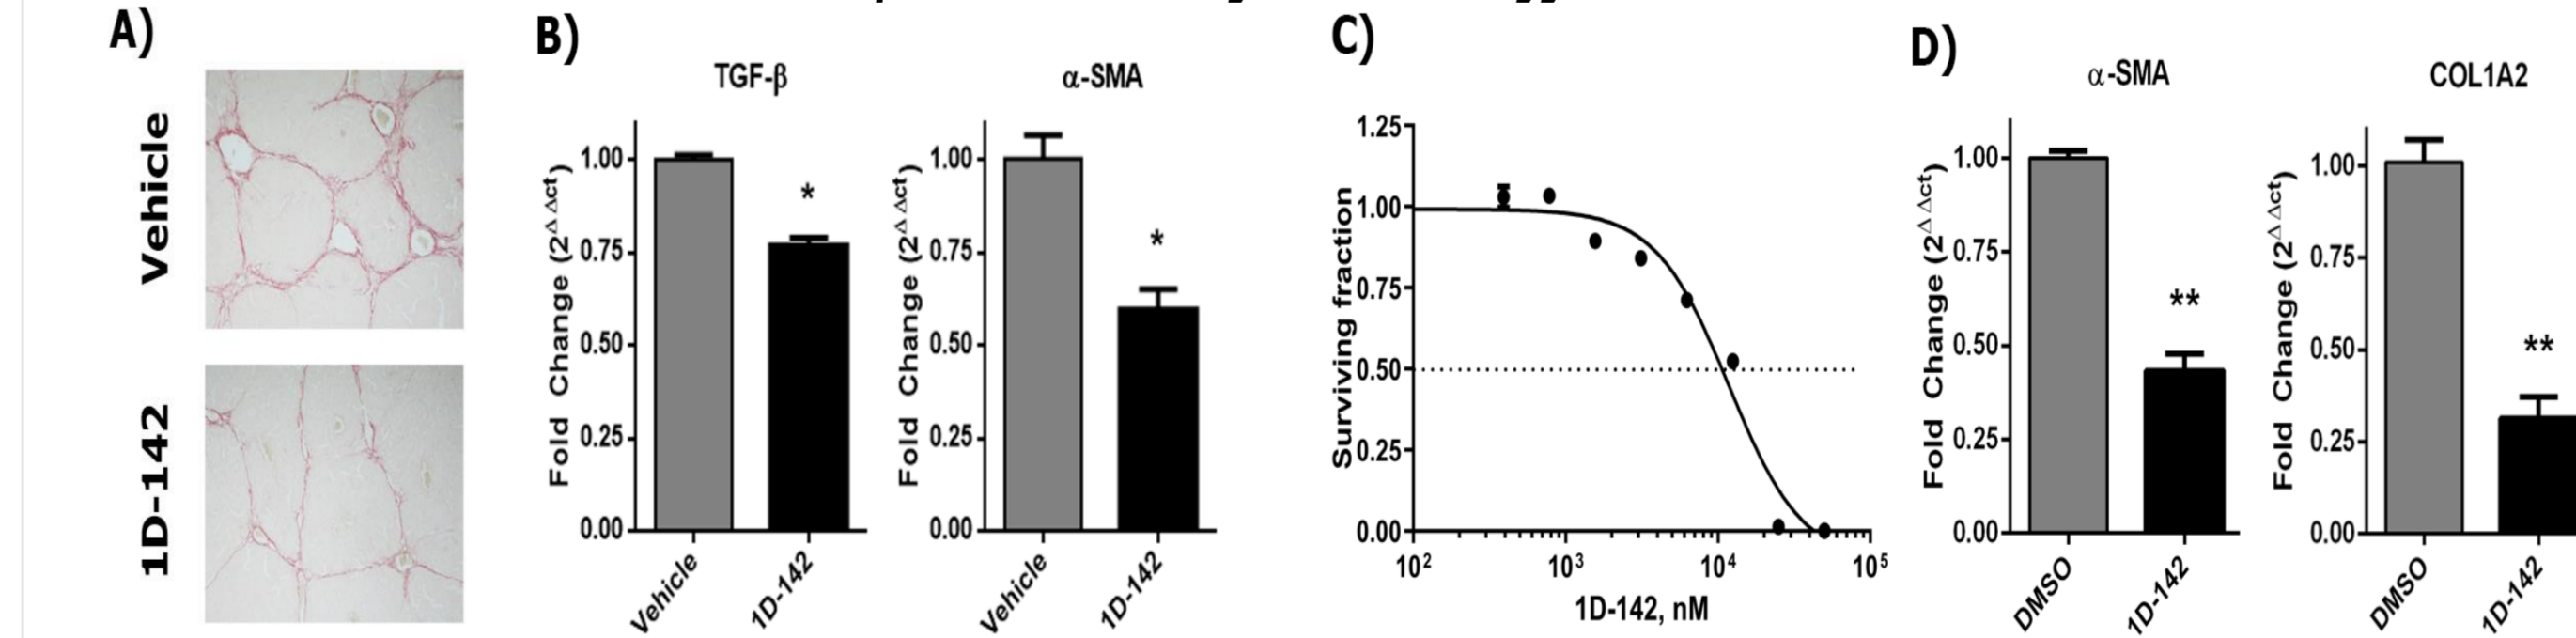 A)
Vehicle
1D-142
B)
TGF-β
Fold Change (2^ΔΔct)
1.00
0.75
0.50
0.25
0.00
*
Vehicle
1D-142
α-SMA
Fold Change (2^ΔΔct)
1.00
0.75
0.50
0.25
0.00
*
Vehicle
1D-142
C)
Surviving fraction
1.25
1.00
0.75
0.50
0.25
0.00
10² 10³ 10⁴ 10⁵
1D-142, nM
D)
α-SMA
Fold Change (2^ΔΔct)
1.00
0.75
0.50
0.25
0.00
**
DMSO
1D-142
COL1A2
Fold Change (2^ΔΔct)
1.00
0.75
0.50
0.25
0.00
**
DMSO
1D-142